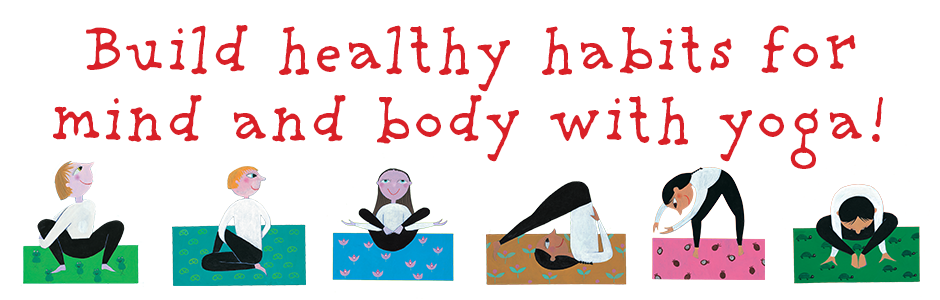 Build healthy habits for
mind and body with yoga!